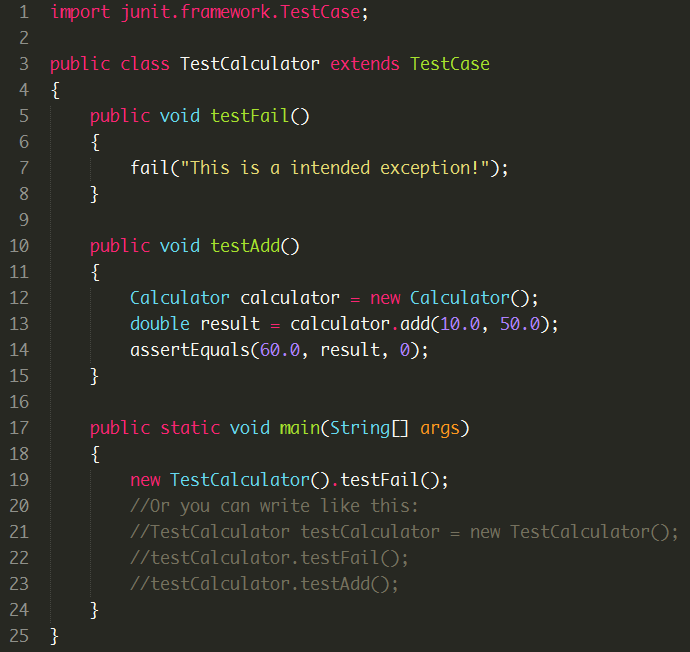 1 import junit.framework.TestCase;
2
3 public class TestCalculator extends TestCase
4 {
5 public void testFail()
6 {
7 fail("This is a intended exception!");
8 }
9
10 public void testAdd()
11 {
12 Calculator calculator = new Calculator();
13 double result = calculator.add(10.0, 50.0);
14 assertEquals(60.0, result, 0);
15 }
16
17 public static void main(String[] args)
18 {
19 new TestCalculator().testFail();
20 //Or you can write like this:
21 //TestCalculator testCalculator = new TestCalculator();
22 //testCalculator.testFail();
23 //testCalculator.testAdd();
24 }
25 }